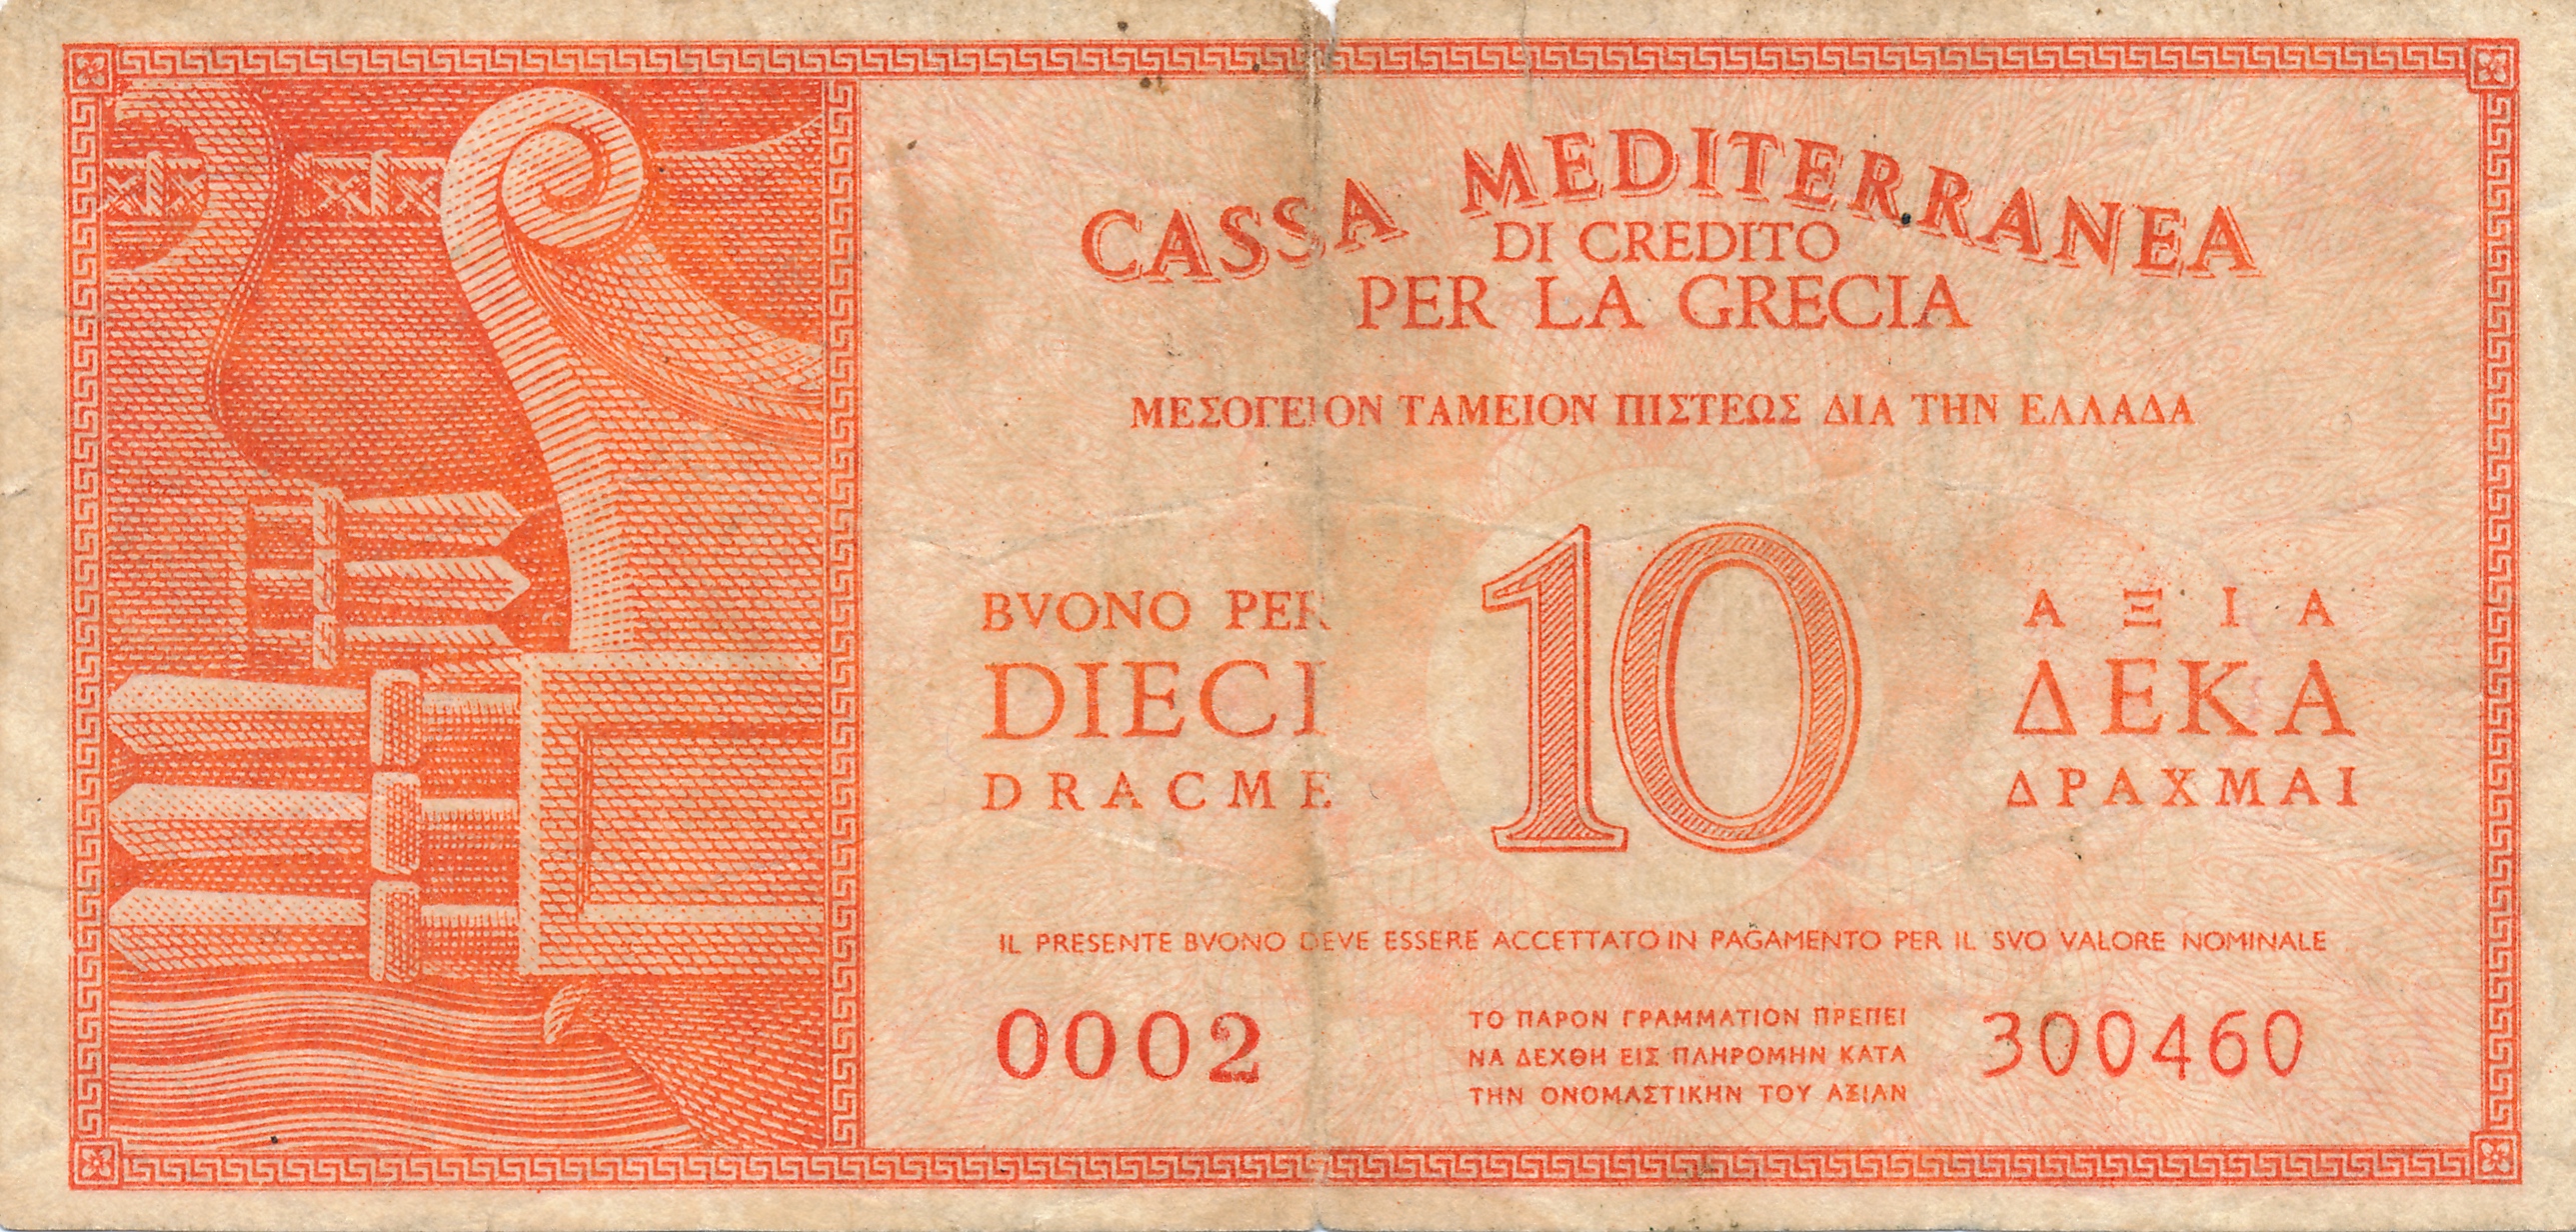 CASSA MEDITERRANEA
DI CREDITO
PER LA GRECIA
ΜΕΣΟΓΕΙΟΝ ΤΑΜΕΙΟΝ ΠΙΣΤΕΩΣ ΔΙΑ ΤΗΝ ΕΛΛΑΔΑ
BVONO PER
DIECI
DRACME
10
ΑΞΙΑ
ΔΕΚΑ
ΔΡΑΧΜΑΙ
IL PRESENTE BVONO DEVE ESSERE ACCETTATO IN PAGAMENTO PER IL SVO VALORE NOMINALE
0002
ΤΟ ΠΑΡΟΝ ΓΡΑΜΜΑΤΙΟΝ ΠΡΕΠΕΙ
ΝΑ ΔΕΧΘΗ ΕΙΣ ΠΛΗΡΟΜΗΝ ΚΑΤΑ
ΤΗΝ ΟΝΟΜΑΣΤΙΚΗΝ ΤΟΥ ΑΞΙΑΝ
300460